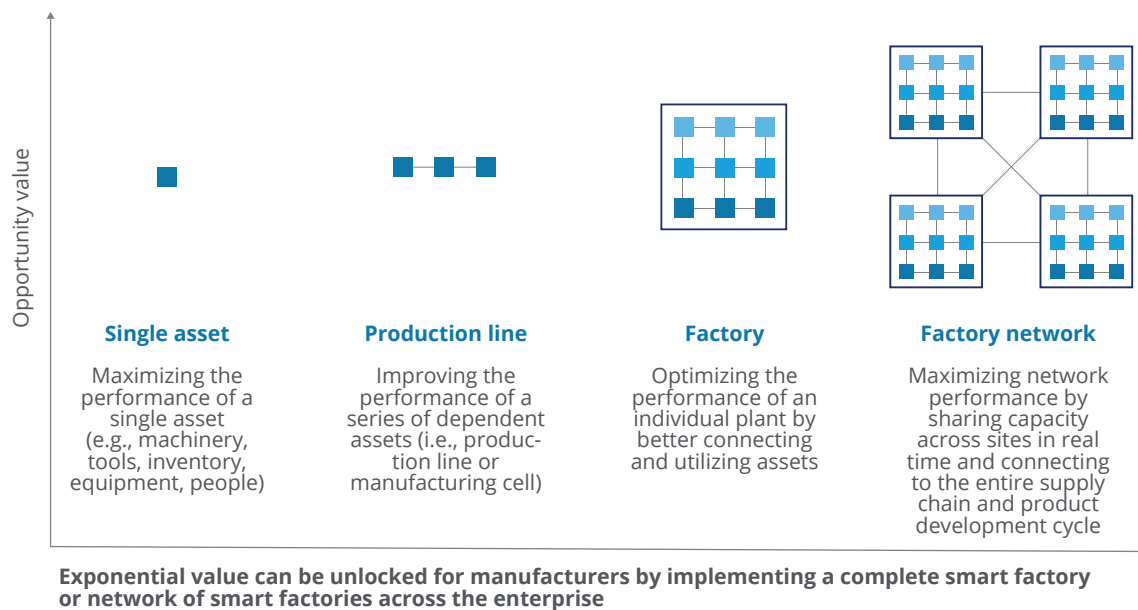 Opportunity value
Single asset
Maximizing the
performance of a
single asset
(e.g., machinery,
tools, inventory,
equipment, people)
Production line
Improving the
performance of a
series of dependent
assets (i.e., produc-
tion line or
manufacturing cell)
Factory
Optimizing the
performance of an
individual plant by
better connecting
and utilizing assets
Factory network
Maximizing network
performance by
sharing capacity
across sites in real
time and connecting
to the entire supply
chain and product
development cycle
Exponential value can be unlocked for manufacturers by implementing a complete smart factory
or network of smart factories across the enterprise